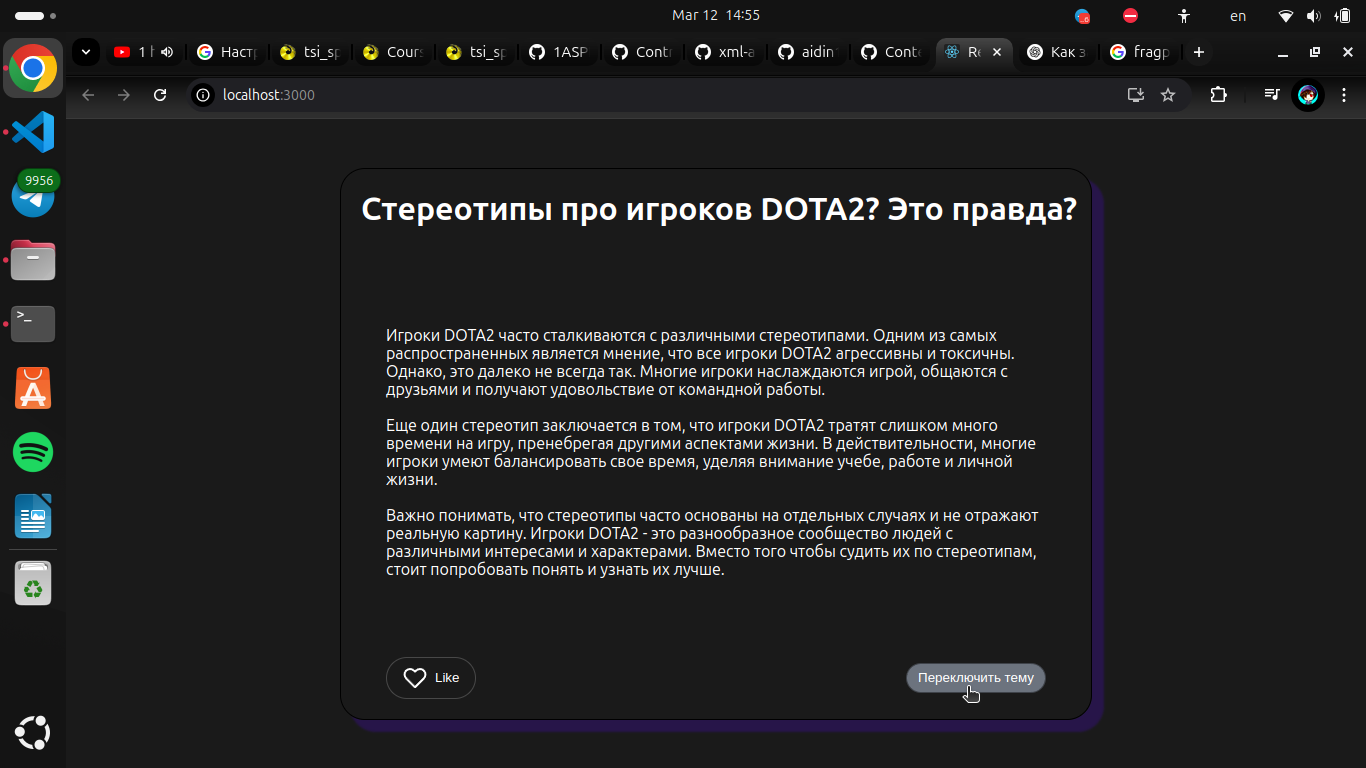 Mar 12 14:55
en
1 h
Настр
tsi_sp
Cours
tsi_sp
1ASP
Conti
xml-a
aidin
Conte
Re
Как з
fragp
localhost:3000
9956
Стереотипы про игроков DOTA2? Это правда?
Игроки DOTA2 часто сталкиваются с различными стереотипами. Одним из самых
распространенных является мнение, что все игроки DOTA2 агрессивны и токсичны.
Однако, это далеко не всегда так. Многие игроки наслаждаются игрой, общаются с
друзьями и получают удовольствие от командной работы.
Еще один стереотип заключается в том, что игроки DOTA2 тратят слишком много
времени на игру, пренебрегая другими аспектами жизни. В действительности, многие
игроки умеют балансировать свое время, уделяя внимание учебе, работе и личной
жизни.
Важно понимать, что стереотипы часто основаны на отдельных случаях и не отражают
реальную картину. Игроки DOTA2 - это разнообразное сообщество людей с
различными интересами и характерами. Вместо того чтобы судить их по стереотипам,
стоит попробовать понять и узнать их лучше.
Like
Переключить тему